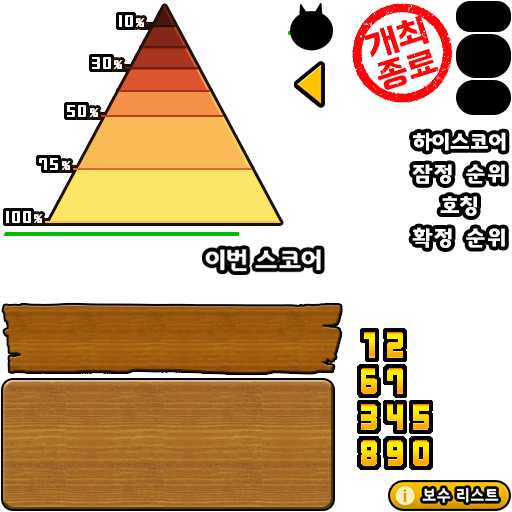 10%
30%
50%
75%
100%
개최
종료
하이스코어
잠정 순위
호칭
확정 순위
이번 스코어
12
67
345
890
i 보수 리스트